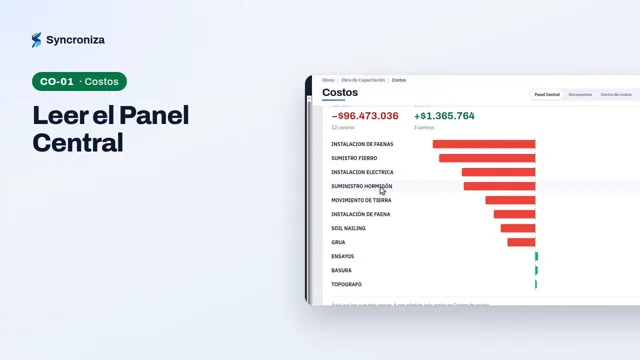 Syncroniza
CO-01 · Costos
Leer el Panel
Central
Obras / Obra de Capacitación / Costos
Costos
Panel Central
Documentos
Centro de costos
−$96.473.036
+$1.365.764
12 centros
3 centros
INSTALACION DE FAENAS
SUMISTRO FIERRO
INSTALACION ELECTRICA
SUMINISTRO HORMIGÓN
MOVIMIENTO DE TIERRA
INSTALACIÓN DE FAENA
SOIL NAILING
GRUA
ENSAYOS
BASURA
TOPOGRAFO